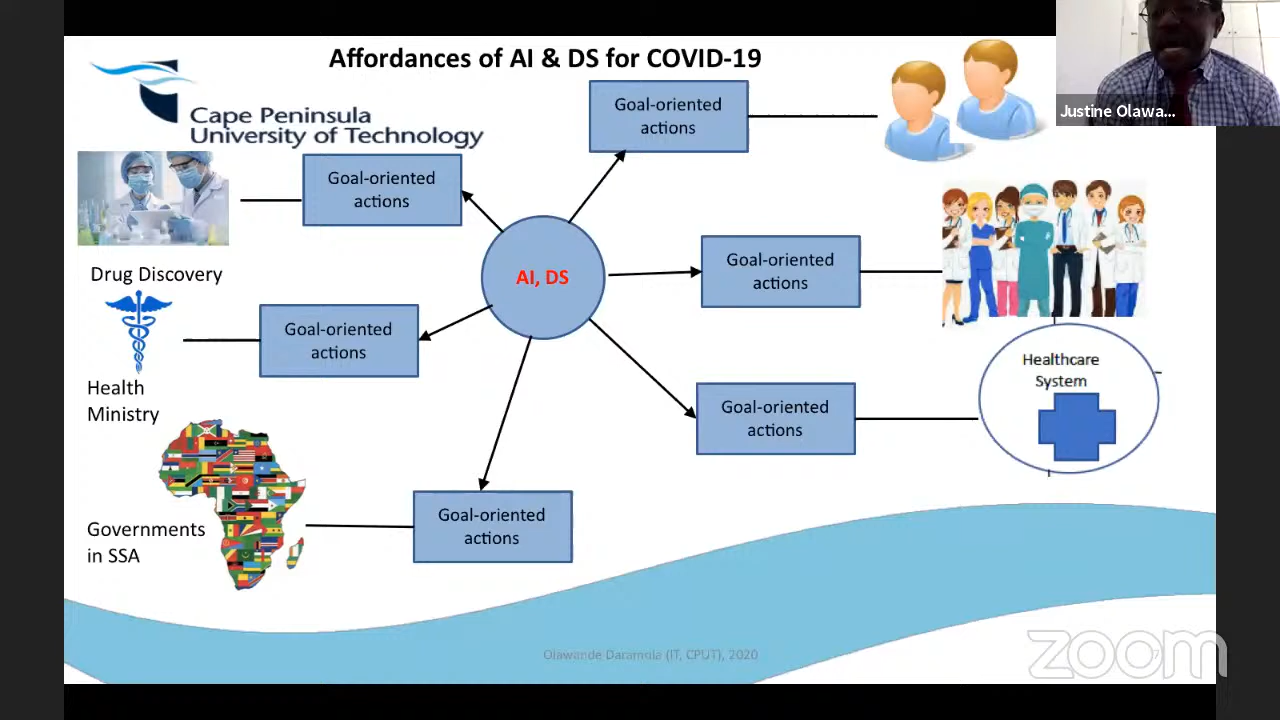 Affordances of AI & DS for COVID-19
Cape Peninsula
University of Technology
Justine Olawa...
Goal-oriented
actions
Goal-oriented
actions
Drug Discovery
Goal-oriented
actions
AI, DS
Goal-oriented
actions
Health
Ministry
Healthcare
System
Goal-oriented
actions
Governments
in SSA
Goal-oriented
actions
Olawande Daramola (IT, CPUT), 2020
7
zoom